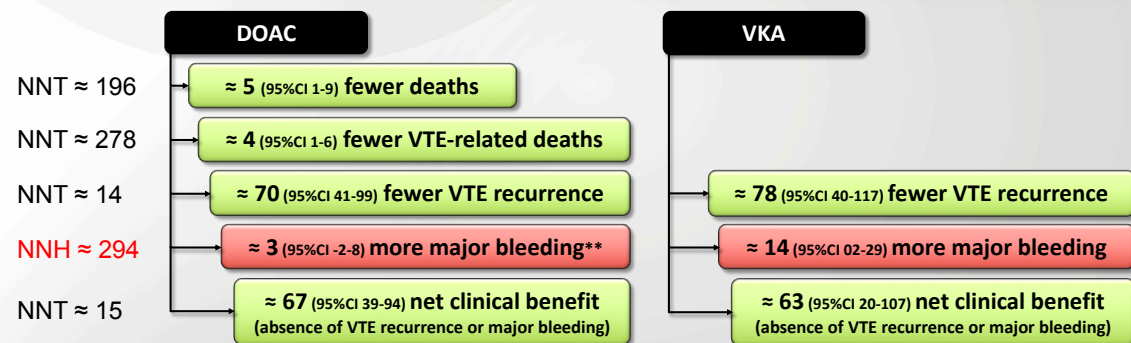 DOAC
VKA
NNT ≈ 196
≈ 5 (95%CI 1-9) fewer deaths
NNT ≈ 278
≈ 4 (95%CI 1-6) fewer VTE-related deaths
NNT ≈ 14
≈ 70 (95%CI 41-99) fewer VTE recurrence
≈ 78 (95%CI 40-117) fewer VTE recurrence
NNH ≈ 294
≈ 3 (95%CI -2-8) more major bleeding**
≈ 14 (95%CI 02-29) more major bleeding
NNT ≈ 15
≈ 67 (95%CI 39-94) net clinical benefit
(absence of VTE recurrence or major bleeding)
≈ 63 (95%CI 20-107) net clinical benefit
(absence of VTE recurrence or major bleeding)